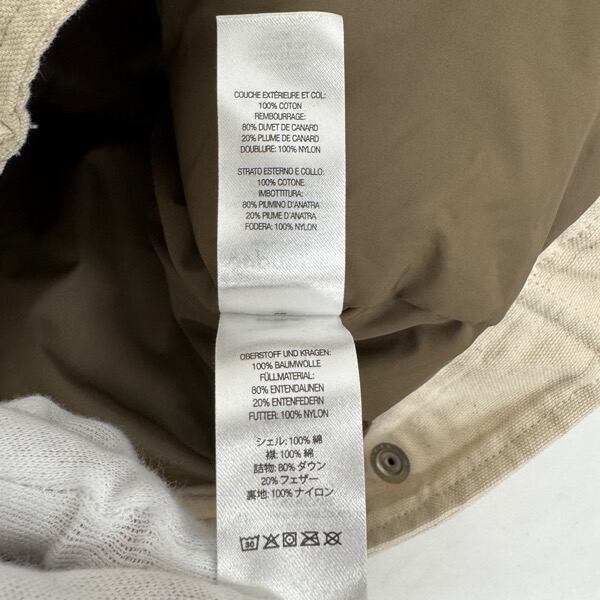 COUCHE EXTÉRIEURE ET COL:
100% COTON
REMBOURRAGE:
80% DUVET DE CANARD
20% PLUME DE CANARD
DOUBLURE: 100% NYLON
STRATO ESTERNO E COLLO:
100% COTONE
IMBOTTITURA:
80% PIUMINO D'ANATRA
20% PIUME D'ANATRA
FODERA: 100% NYLON
OBERSTOFF UND KRAGEN:
100% BAUMWOLLE
FÜLLMATERIAL:
80% ENTENDAUNEN
20% ENTENFEDERN
FUTTER: 100% NYLON
シェル: 100% 綿
襟: 100% 綿
詰物: 80% ダウン
20% フェザー
裏地: 100% ナイロン
30